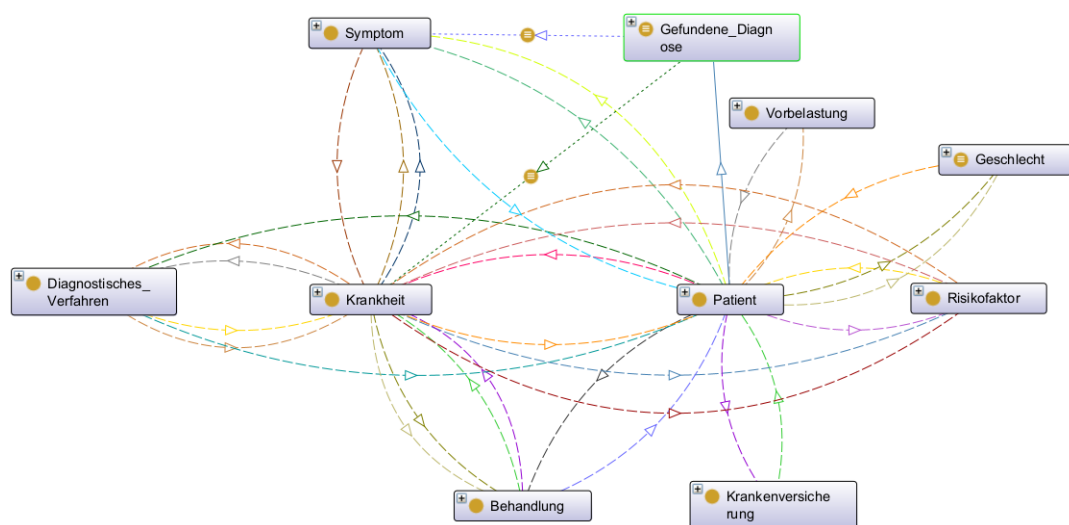 Symptom
Gefundene_Diagn
ose
Vorbelastung
Geschlecht
Diagnostisches_
Verfahren
Krankheit
Patient
Risikofaktor
Behandlung
Krankenversiche
rung